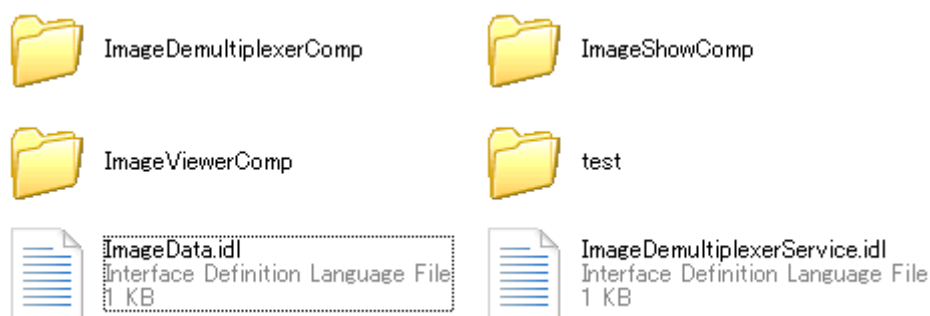 ImageDemultiplexerComp
ImageShowComp
ImageViewerComp
test
ImageData.idl
Interface Definition Language File
1 KB
ImageDemultiplexerService.idl
Interface Definition Language File
1 KB